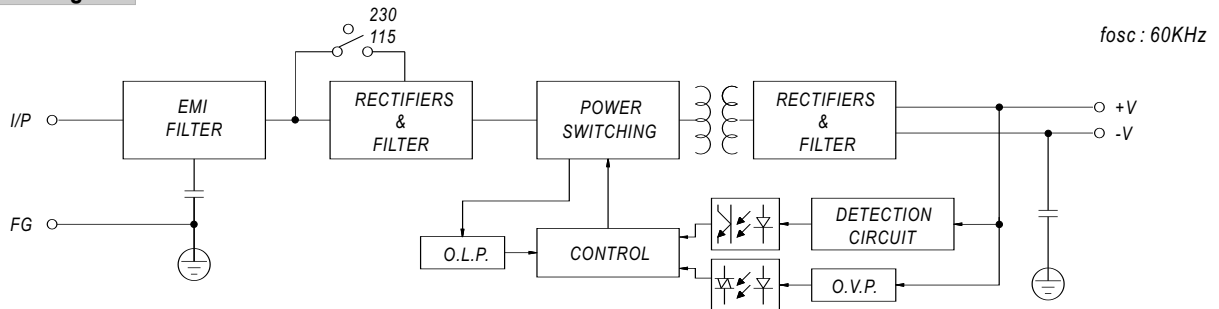 230
115
fosc : 60KHz
I/P
EMI
FILTER
RECTIFIERS
&
FILTER
POWER
SWITCHING
RECTIFIERS
&
FILTER
+V
-V
FG
O.L.P.
CONTROL
DETECTION
CIRCUIT
O.V.P.